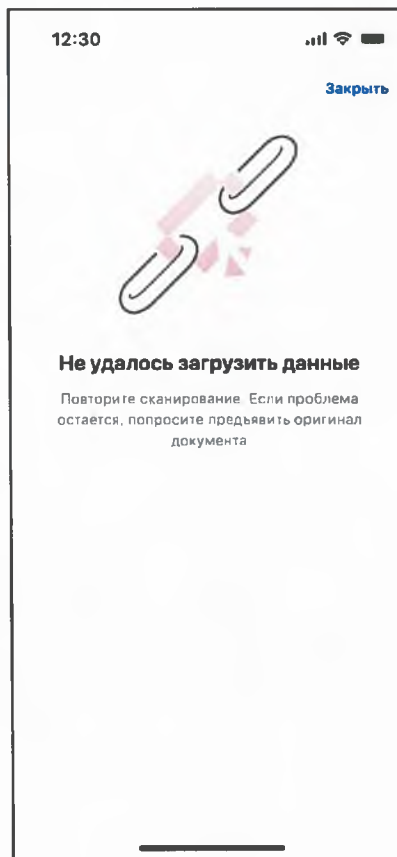 12:30
Закрыть
Не удалось загрузить данные
Повторите сканирование. Если проблема
остается, попросите предъявить оригинал
документа